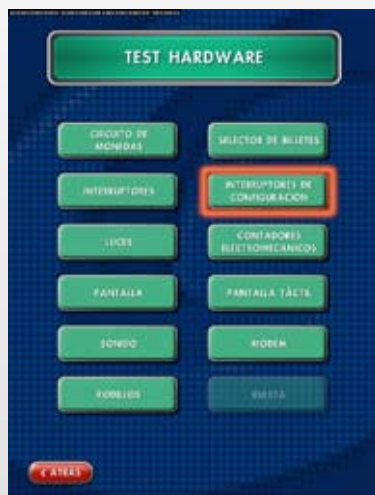 TEST HARDWARE
CIRCUITO DE
MONEDAS
SELECTOR DE BILLETES
INTERRUPTORES
INTERRUPTORES DE
CONFIGURACIÓN
LUCES
CONTADORES
ELECTROMECÁNICOS
PANTALLA
PANTALLA TÁCTIL
SONIDO
MODEM
RODILLOS
RULETA
ATRÁS